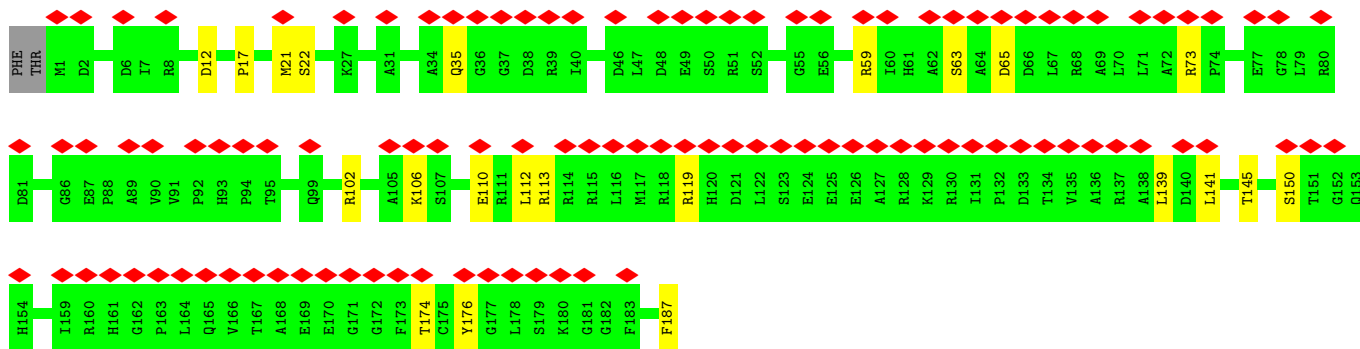 PHE THR M1 D2 D6 I7 R8 D12 P17 M21 S22 K27 A31 A34 Q35 G36 G37 D38 R39 I40 D46 L47 D48 E49 S50 R51 S52 G55 E56 R59 I60 H61 A62 S63 A64 D65 D66 L67 R68 A69 L70 L71 A72 R73 P74 E77 G78 L79 R80
D81 G86 E87 P88 A89 V90 V91 P92 H93 P94 T95 Q99 R102 A105 K106 S107 E110 R111 L112 R113 R114 R115 L116 M117 R118 R119 H120 D121 L122 S123 E124 E125 E126 A127 R128 K129 R130 I131 P132 D133 T134 V135 A136 R137 A138 L139 D140 L141 T145 S150 T151 G152 Q153
H154 I159 R160 H161 G162 P163 L164 Q165 V166 T167 A168 E169 E170 G171 G172 F173 T174 C175 Y176 G177 L178 S179 K180 G181 G182 F183 F187